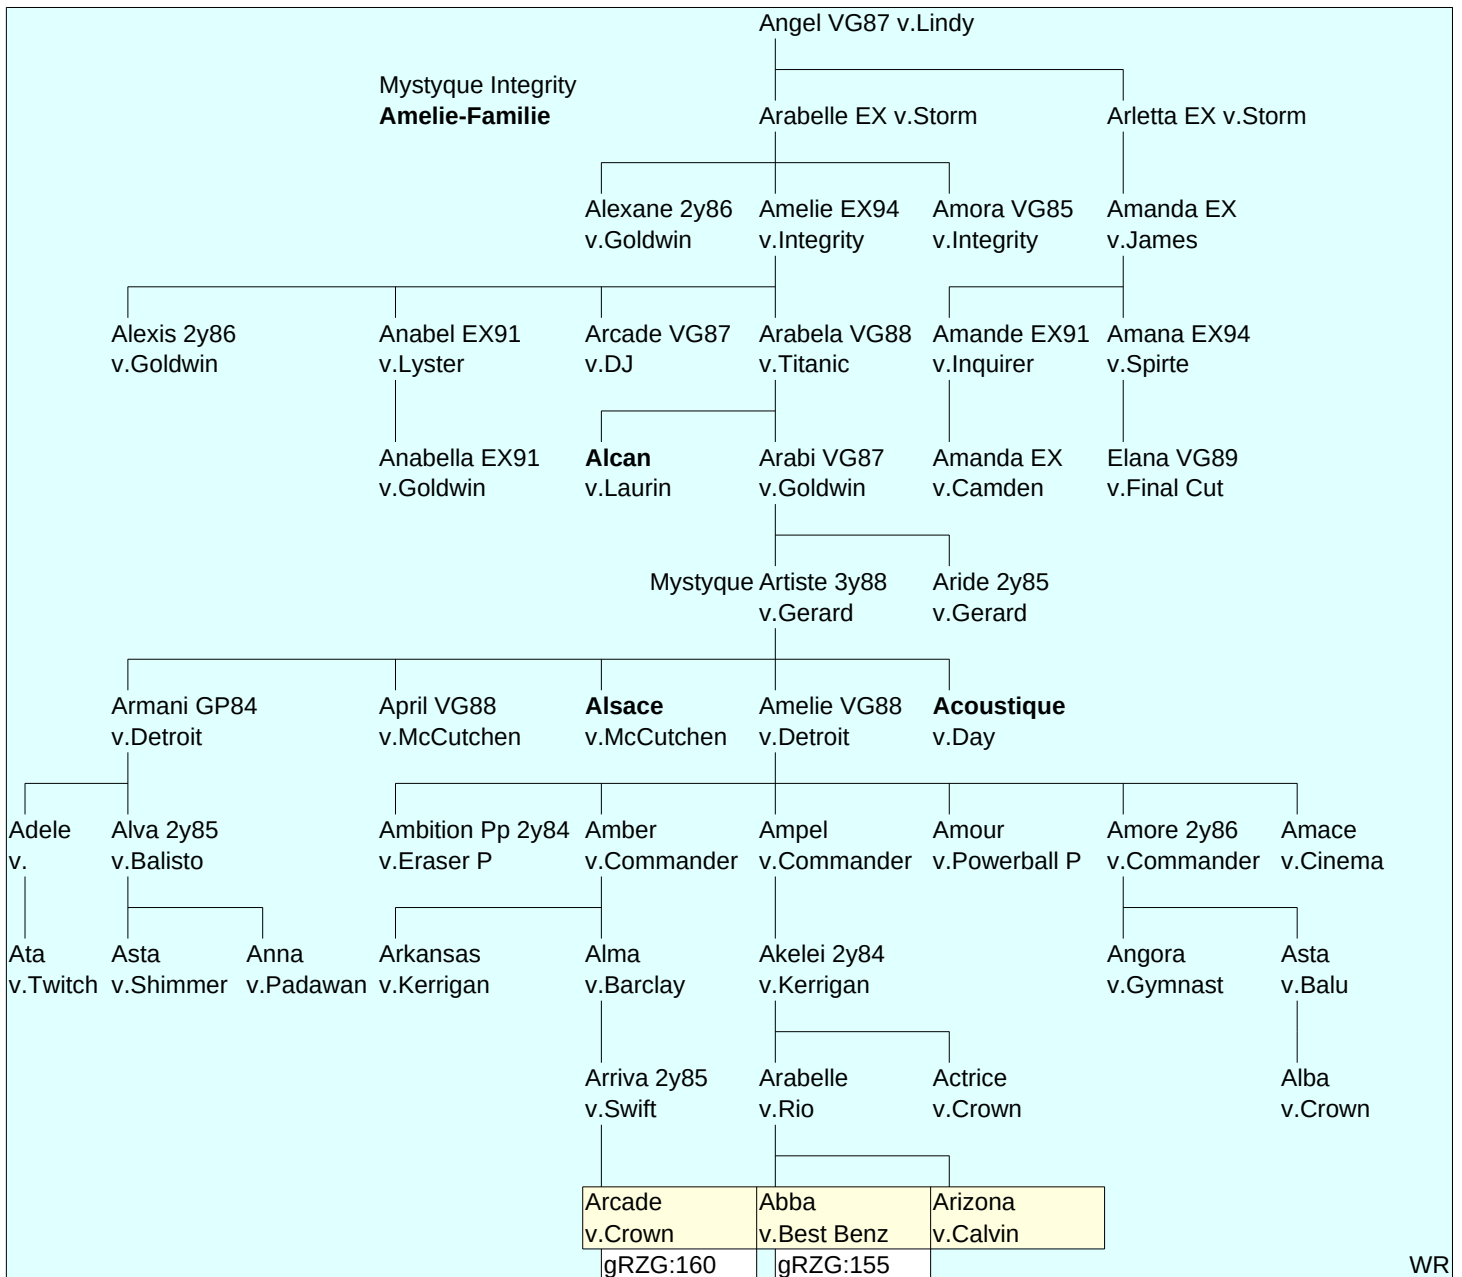 Angel VG87 v.Lindy
Mystyque Integrity
Amelie-Familie Arabelle EX v.Storm Arletta EX v.Storm
Alexane 2y86 Amelie EX94 Amora VG85 Amanda EX
v.Goldwin v.Integrity v.Integrity v.James
Alexis 2y86 Anabel EX91 Arcade VG87 Arabela VG88 Amande EX91 Amana EX94
v.Goldwin v.Lyster v.DJ v.Titanic v.Inquirer v.Spirte
Anabella EX91 Alcan Arabi VG87 Amanda EX Elana VG89
v.Goldwin v.Laurin v.Goldwin v.Camden v.Final Cut
Mystyque Artiste 3y88 Aride 2y85
v.Gerard v.Gerard
Armani GP84 April VG88 Alsace Amelie VG88 Acoustique
v.Detroit v.McCutchen v.McCutchen v.Detroit v.Day
Adele Alva 2y85 Ambition Pp 2y84 Amber Ampel Amour Amore 2y86 Amace
v. v.Balisto v.Eraser P v.Commander v.Commander v.Powerball P v.Commander v.Cinema
Ata Asta Anna Arkansas Alma Akelei 2y84 Angora Asta
v.Twitch v.Shimmer v.Padawan v.Kerrigan v.Barclay v.Kerrigan v.Gymnast v.Balu
Arriva 2y85 Arabelle Actrice Alba
v.Swift v.Rio v.Crown v.Crown
Arcade Abba Arizona
v.Crown v.Best Benz v.Calvin
gRZG:160 gRZG:155 WR